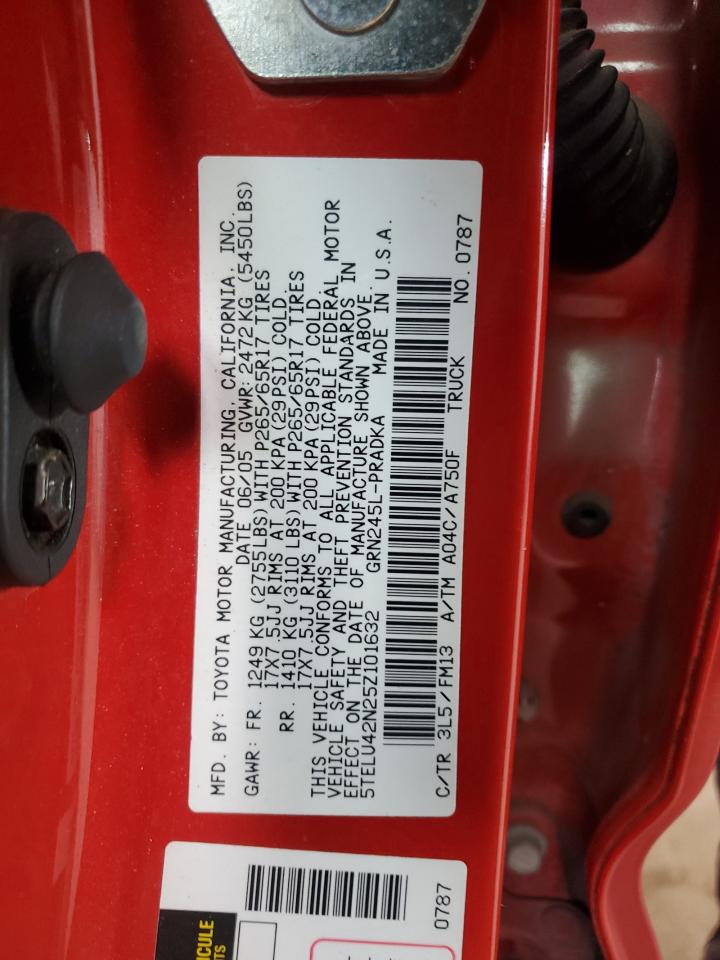 MFD. BY: TOYOTA MOTOR MANUFACTURING, CALIFORNIA, INC.
DATE 06/05 GVWR: 2472 KG (5450LBS)
GAWR: FR. 1249 KG (2755LBS) WITH P265/65R17 TIRES
17X7.5JJ RIMS AT 200 KPA (29PSI) COLD
RR. 1410 KG (3110 LBS) WITH P265/65R17 TIRES
17X7.5JJ RIMS AT 200 KPA (29PSI) COLD.
THIS VEHICLE CONFORMS TO ALL APPLICABLE FEDERAL MOTOR
VEHICLE SAFETY AND THEFT PREVENTION STANDARDS IN
EFFECT ON THE DATE OF MANUFACTURE SHOWN ABOVE.
5TELU42N25Z101632 GRN245L-PRADKA MADE IN U.S.A.
C/TR 3L5/FM13 A/TM A04C/A750F TRUCK NO. 0787
0787